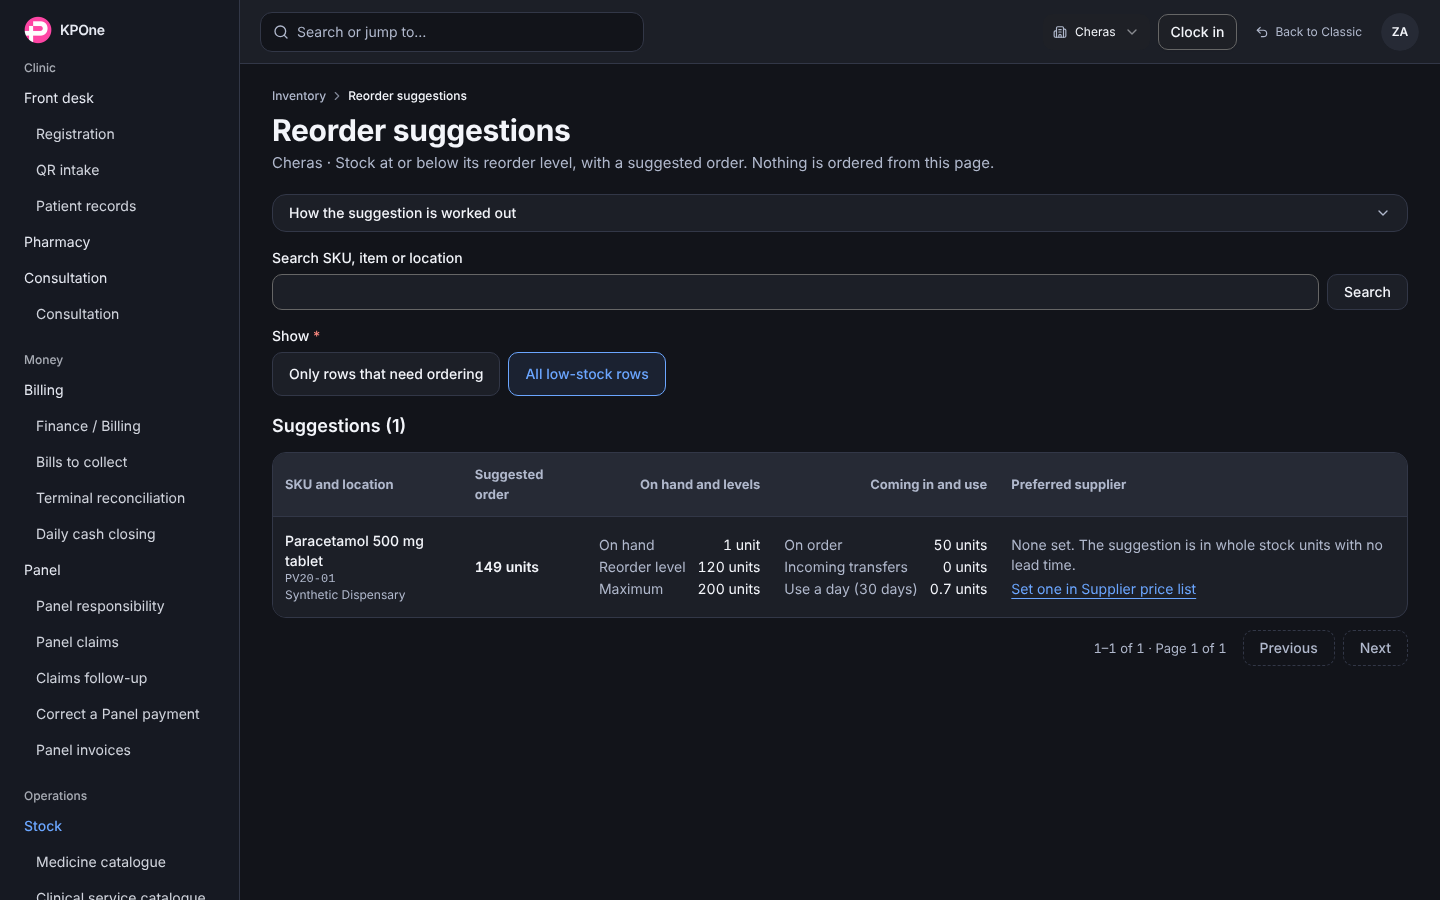 KPOne
Clinic
Front desk
Registration
QR intake
Patient records
Pharmacy
Consultation
Consultation
Money
Billing
Finance / Billing
Bills to collect
Terminal reconciliation
Daily cash closing
Panel
Panel responsibility
Panel claims
Claims follow-up
Correct a Panel payment
Panel invoices
Operations
Stock
Medicine catalogue
Clinical service catalogue
Search or jump to...
Cheras
Clock in
Back to Classic
ZA
Inventory > Reorder suggestions
Reorder suggestions
Cheras · Stock at or below its reorder level, with a suggested order. Nothing is ordered from this page.
How the suggestion is worked out
Search SKU, item or location
Search
Show *
Only rows that need ordering
All low-stock rows
Suggestions (1)
SKU and location
Suggested
order
On hand and levels
Coming in and use
Preferred supplier
Paracetamol 500 mg
tablet
PV20-01
Synthetic Dispensary
149 units
On hand 1 unit
Reorder level 120 units
Maximum 200 units
On order 50 units
Incoming transfers 0 units
Use a day (30 days) 0.7 units
None set. The suggestion is in whole stock units with no
lead time.
Set one in Supplier price list
1–1 of 1 · Page 1 of 1
Previous
Next